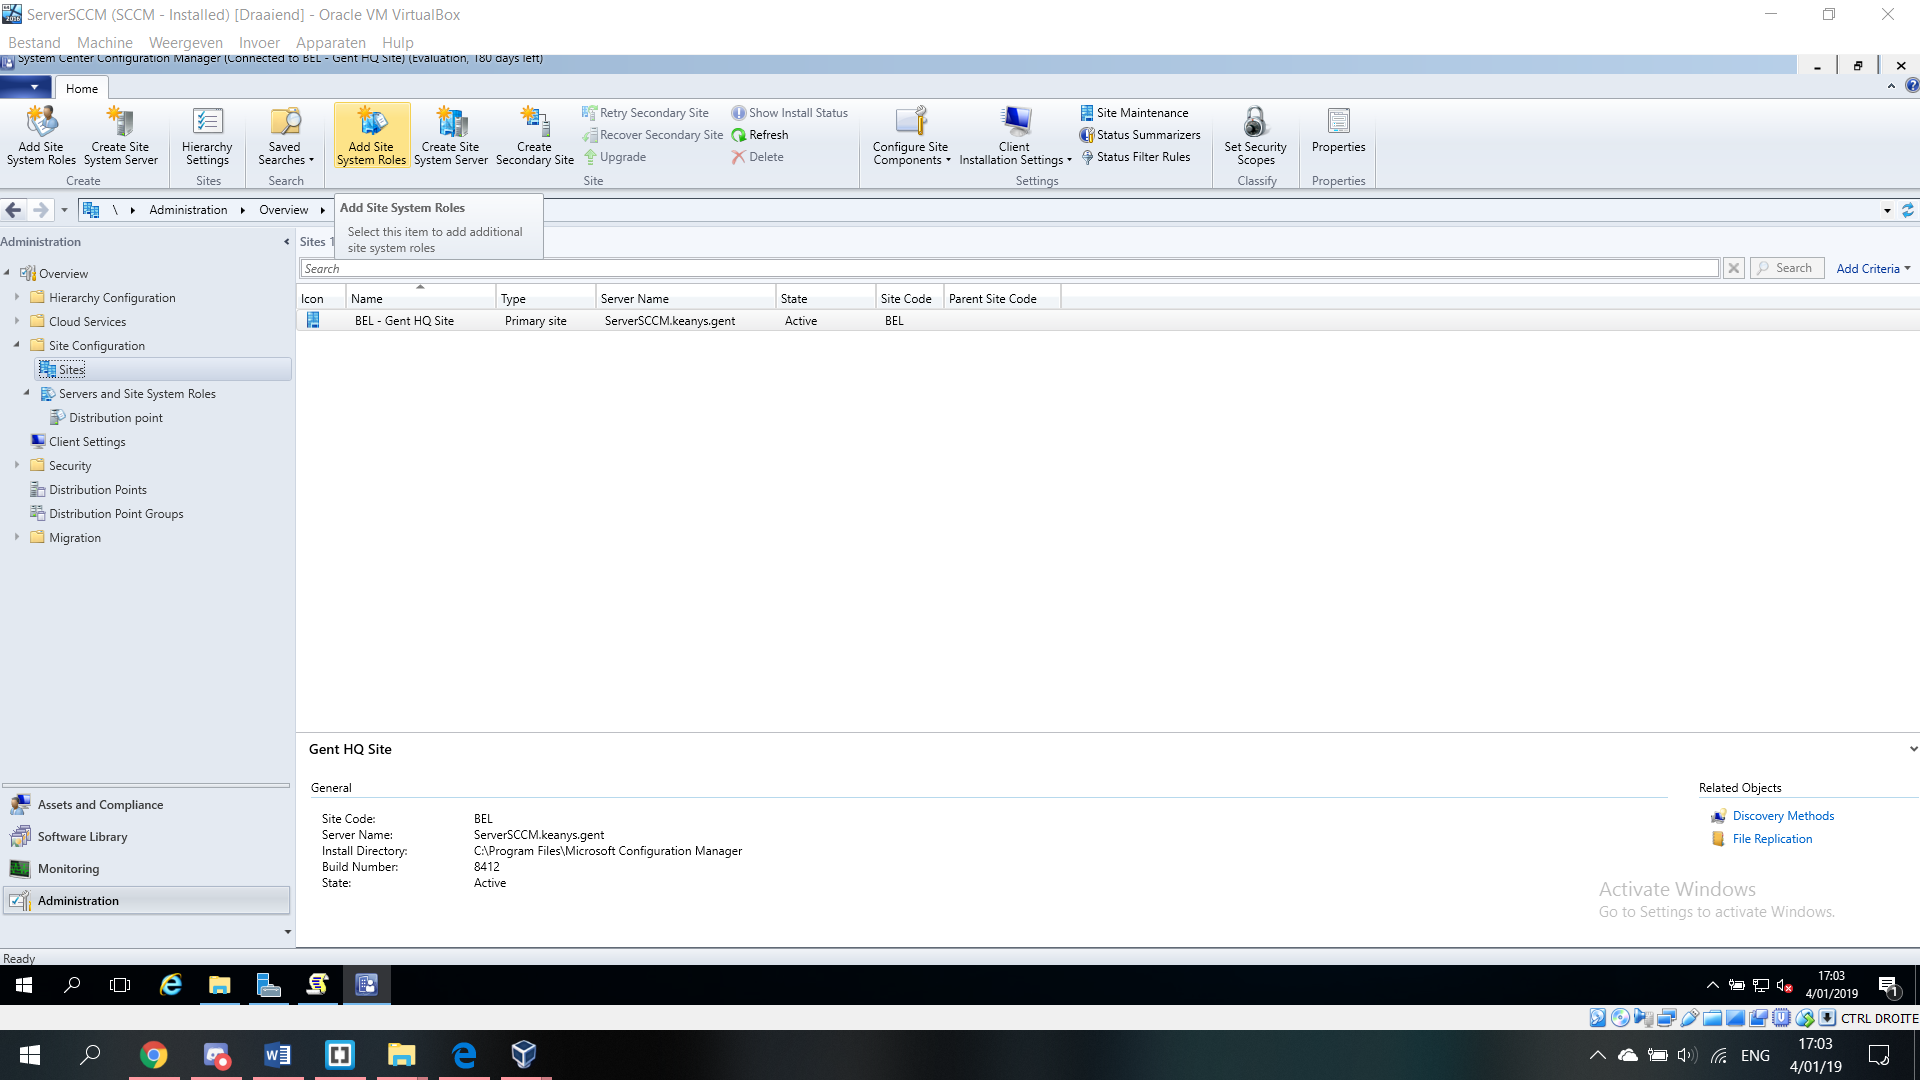 ServerSCCM (SCCM - Installed) [Draaiend] - Oracle VM VirtualBox
Bestand Machine Weergeven Invoer Apparaten Hulp
System Center Configuration Manager (Connected to BEL - Gent HQ Site) (Evaluation, 180 days left)
Home
Add Site System Roles
Create Site System Server
Create
Hierarchy Settings
Sites
Saved Searches
Search
Add Site System Roles
Create Site System Server
Create Secondary Site
Retry Secondary Site
Recover Secondary Site
Upgrade
Show Install Status
Refresh
Delete
Site
Configure Site Components
Client Installation Settings
Site Maintenance
Status Summarizers
Status Filter Rules
Settings
Set Security Scopes
Classify
Properties
Properties
\ Administration Overview
Add Site System Roles
Select this item to add additional
site system roles
Administration
Sites 1
Search
Search
Add Criteria
Overview
Hierarchy Configuration
Cloud Services
Site Configuration
Sites
Servers and Site System Roles
Distribution point
Client Settings
Security
Distribution Points
Distribution Point Groups
Migration
Icon Name Type Server Name State Site Code Parent Site Code
BEL - Gent HQ Site Primary site ServerSCCM.keanys.gent Active BEL
Gent HQ Site
General
Site Code: BEL
Server Name: ServerSCCM.keanys.gent
Install Directory: C:\Program Files\Microsoft Configuration Manager
Build Number: 8412
State: Active
Related Objects
Discovery Methods
File Replication
Activate Windows
Go to Settings to activate Windows.
Assets and Compliance
Software Library
Monitoring
Administration
Ready
17:03
4/01/2019
1
CTRL DROITE
ENG
17:03
4/01/19